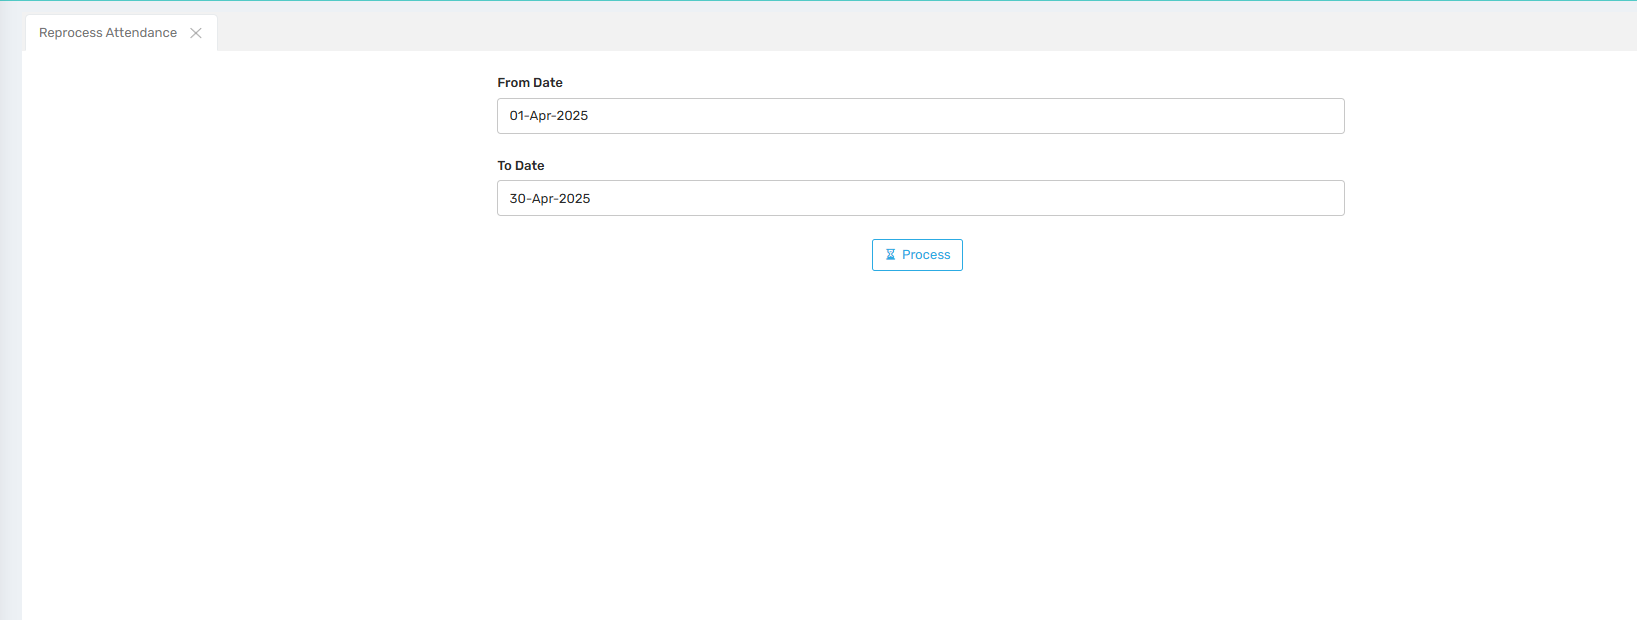 Reprocess Attendance
From Date
01-Apr-2025
To Date
30-Apr-2025
Process